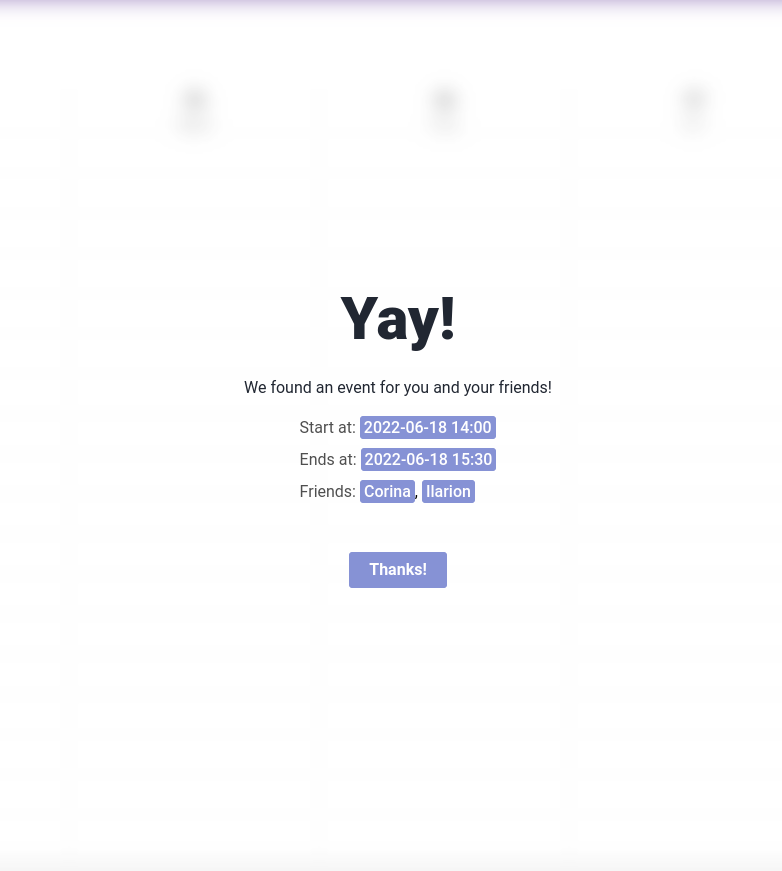 Yay!
We found an event for you and your friends!
Start at: 2022-06-18 14:00
Ends at: 2022-06-18 15:30
Friends: Corina, Ilarion
Thanks!